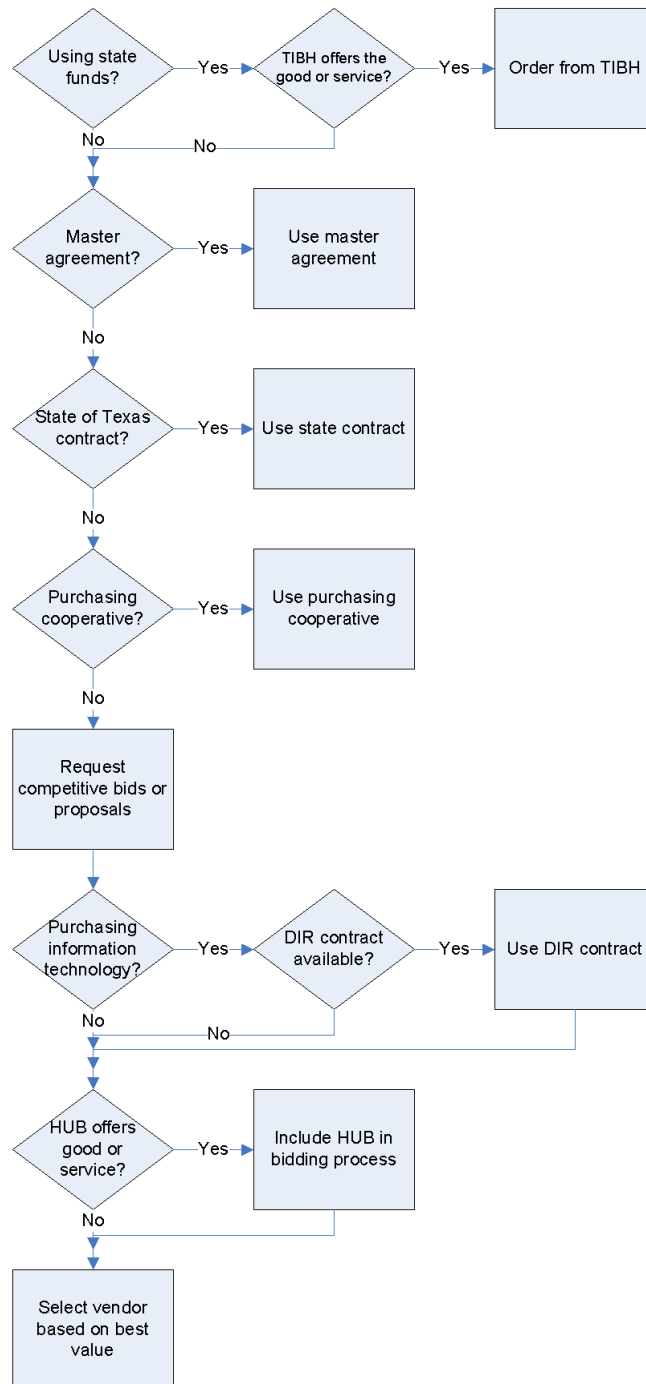 Using state
funds?
Yes
TIBH offers the
good or service?
Yes
Order from TIBH
No
No
Master
agreement?
Yes
Use master
agreement
No
State of Texas
contract?
Yes
Use state contract
No
Purchasing
cooperative?
Yes
Use purchasing
cooperative
No
Request
competitive bids or
proposals
Purchasing
information
technology?
Yes
DIR contract
available?
Yes
Use DIR contract
No
No
HUB offers
good or
service?
Yes
Include HUB in
bidding process
No
Select vendor
based on best
value